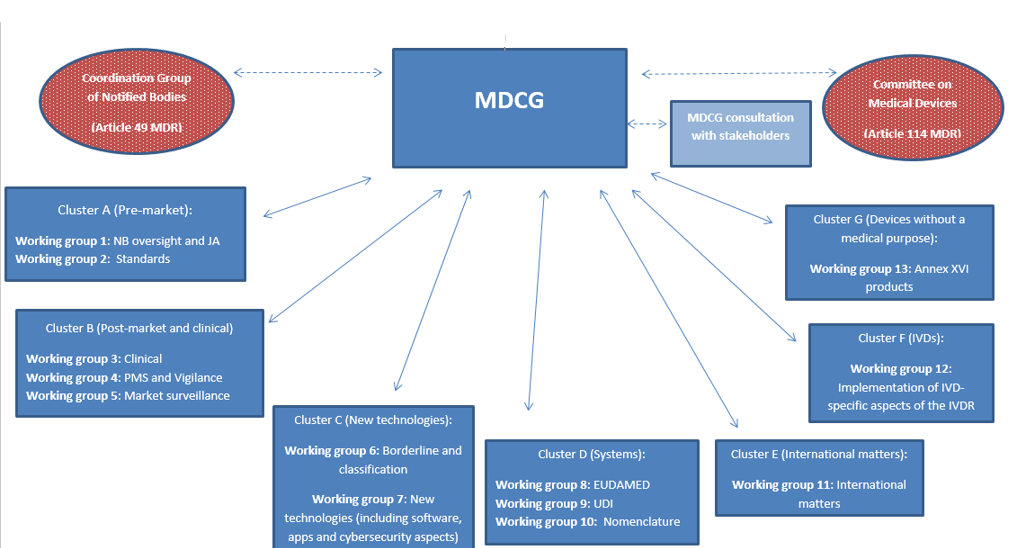 Coordination Group
of Notified Bodies
(Article 49 MDR)
MDCG
MDCG consultation
with stakeholders
Committee on
Medical Devices
(Article 114 MDR)
Cluster A (Pre-market):
Working group 1: NB oversight and JA
Working group 2: Standards
Cluster B (Post-market and clinical)
Working group 3: Clinical
Working group 4: PMS and Vigilance
Working group 5: Market surveillance
Cluster C (New technologies):
Working group 6: Borderline and
classification
Working group 7: New
technologies (including software,
apps and cybersecurity aspects)
Cluster D (Systems):
Working group 8: EUDAMED
Working group 9: UDI
Working group 10: Nomenclature
Cluster E (International matters):
Working group 11: International
matters
Cluster F (IVDs):
Working group 12:
Implementation of IVD-
specific aspects of the IVDR
Cluster G (Devices without a
medical purpose):
Working group 13: Annex XVI
products